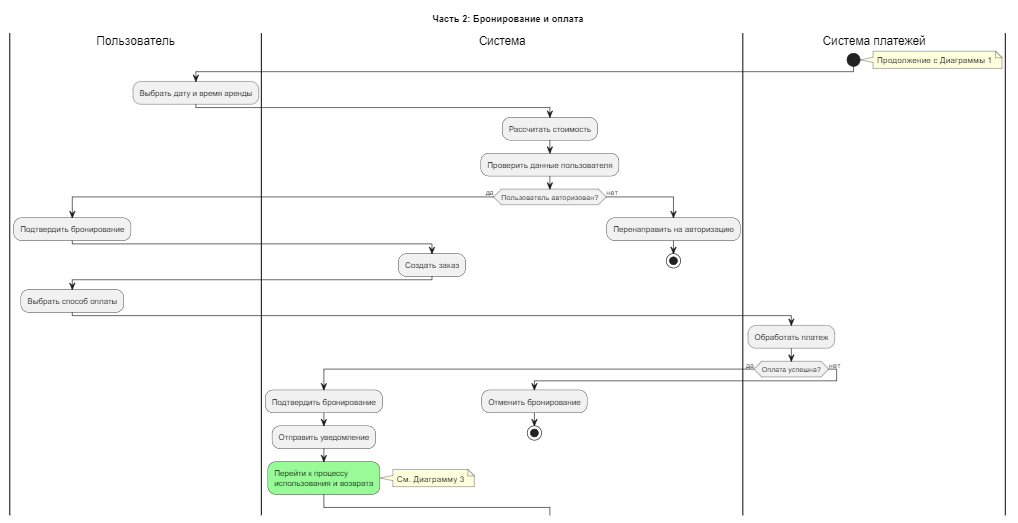 Часть 2: Бронирование и оплата
Пользователь
Система
Система платежей
Продолжение с Диаграммы 1
Выбрать дату и время аренды
Рассчитать стоимость
Проверить данные пользователя
да
Пользователь авторизован?
нет
Подтвердить бронирование
Перенаправить на авторизацию
Создать заказ
Выбрать способ оплаты
Обработать платеж
да
Оплата успешна?
нет
Подтвердить бронирование
Отменить бронирование
Отправить уведомление
Перейти к процессу
использования и возврата
См. Диаграмму 3